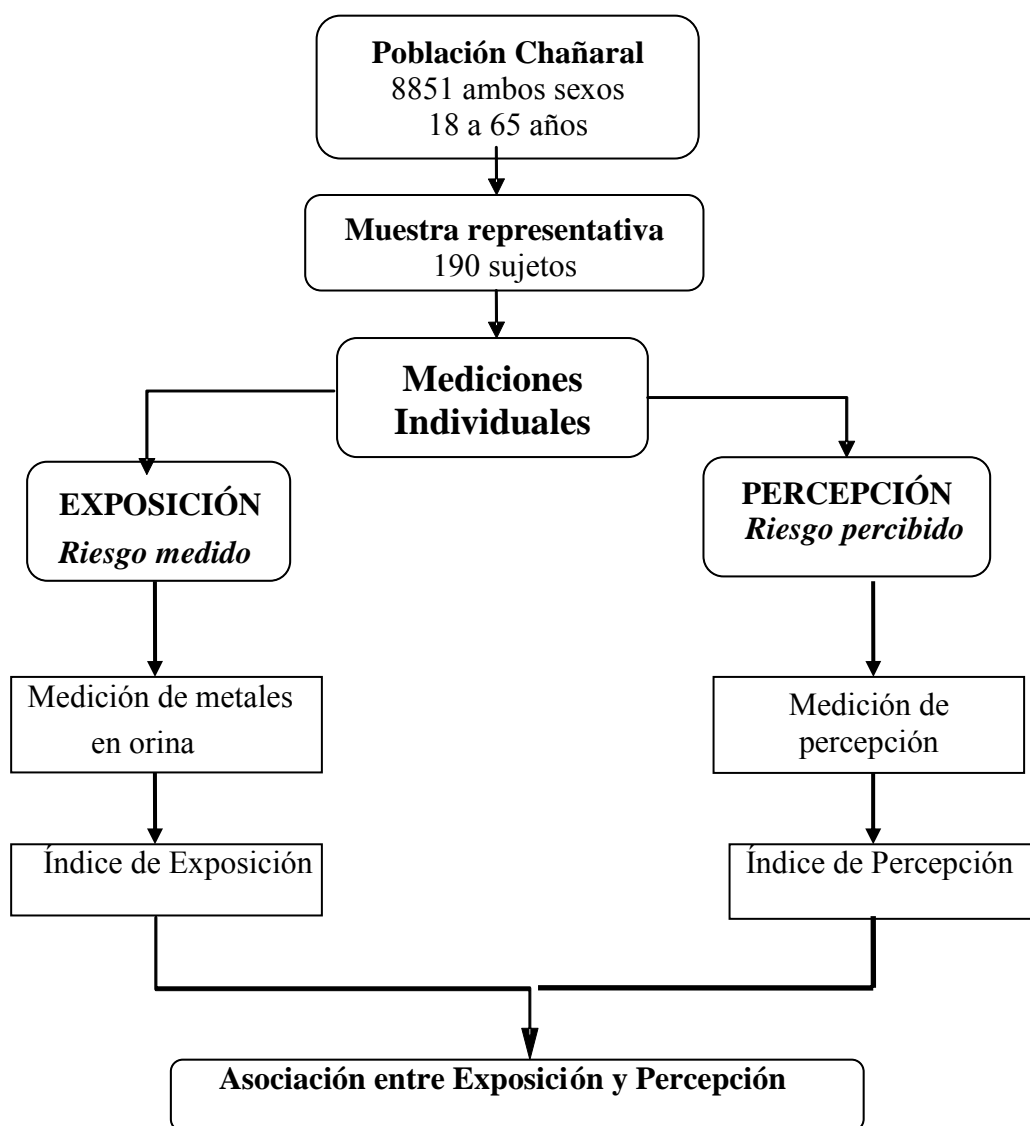 Población Chañaral
8851 ambos sexos
18 a 65 años
Muestra representativa
190 sujetos
Mediciones
Individuales
EXPOSICIÓN
Riesgo medido
PERCEPCIÓN
Riesgo percibido
Medición de metales
en orina
Medición de
percepción
Índice de Exposición
Índice de Percepción
Asociación entre Exposición y Percepción